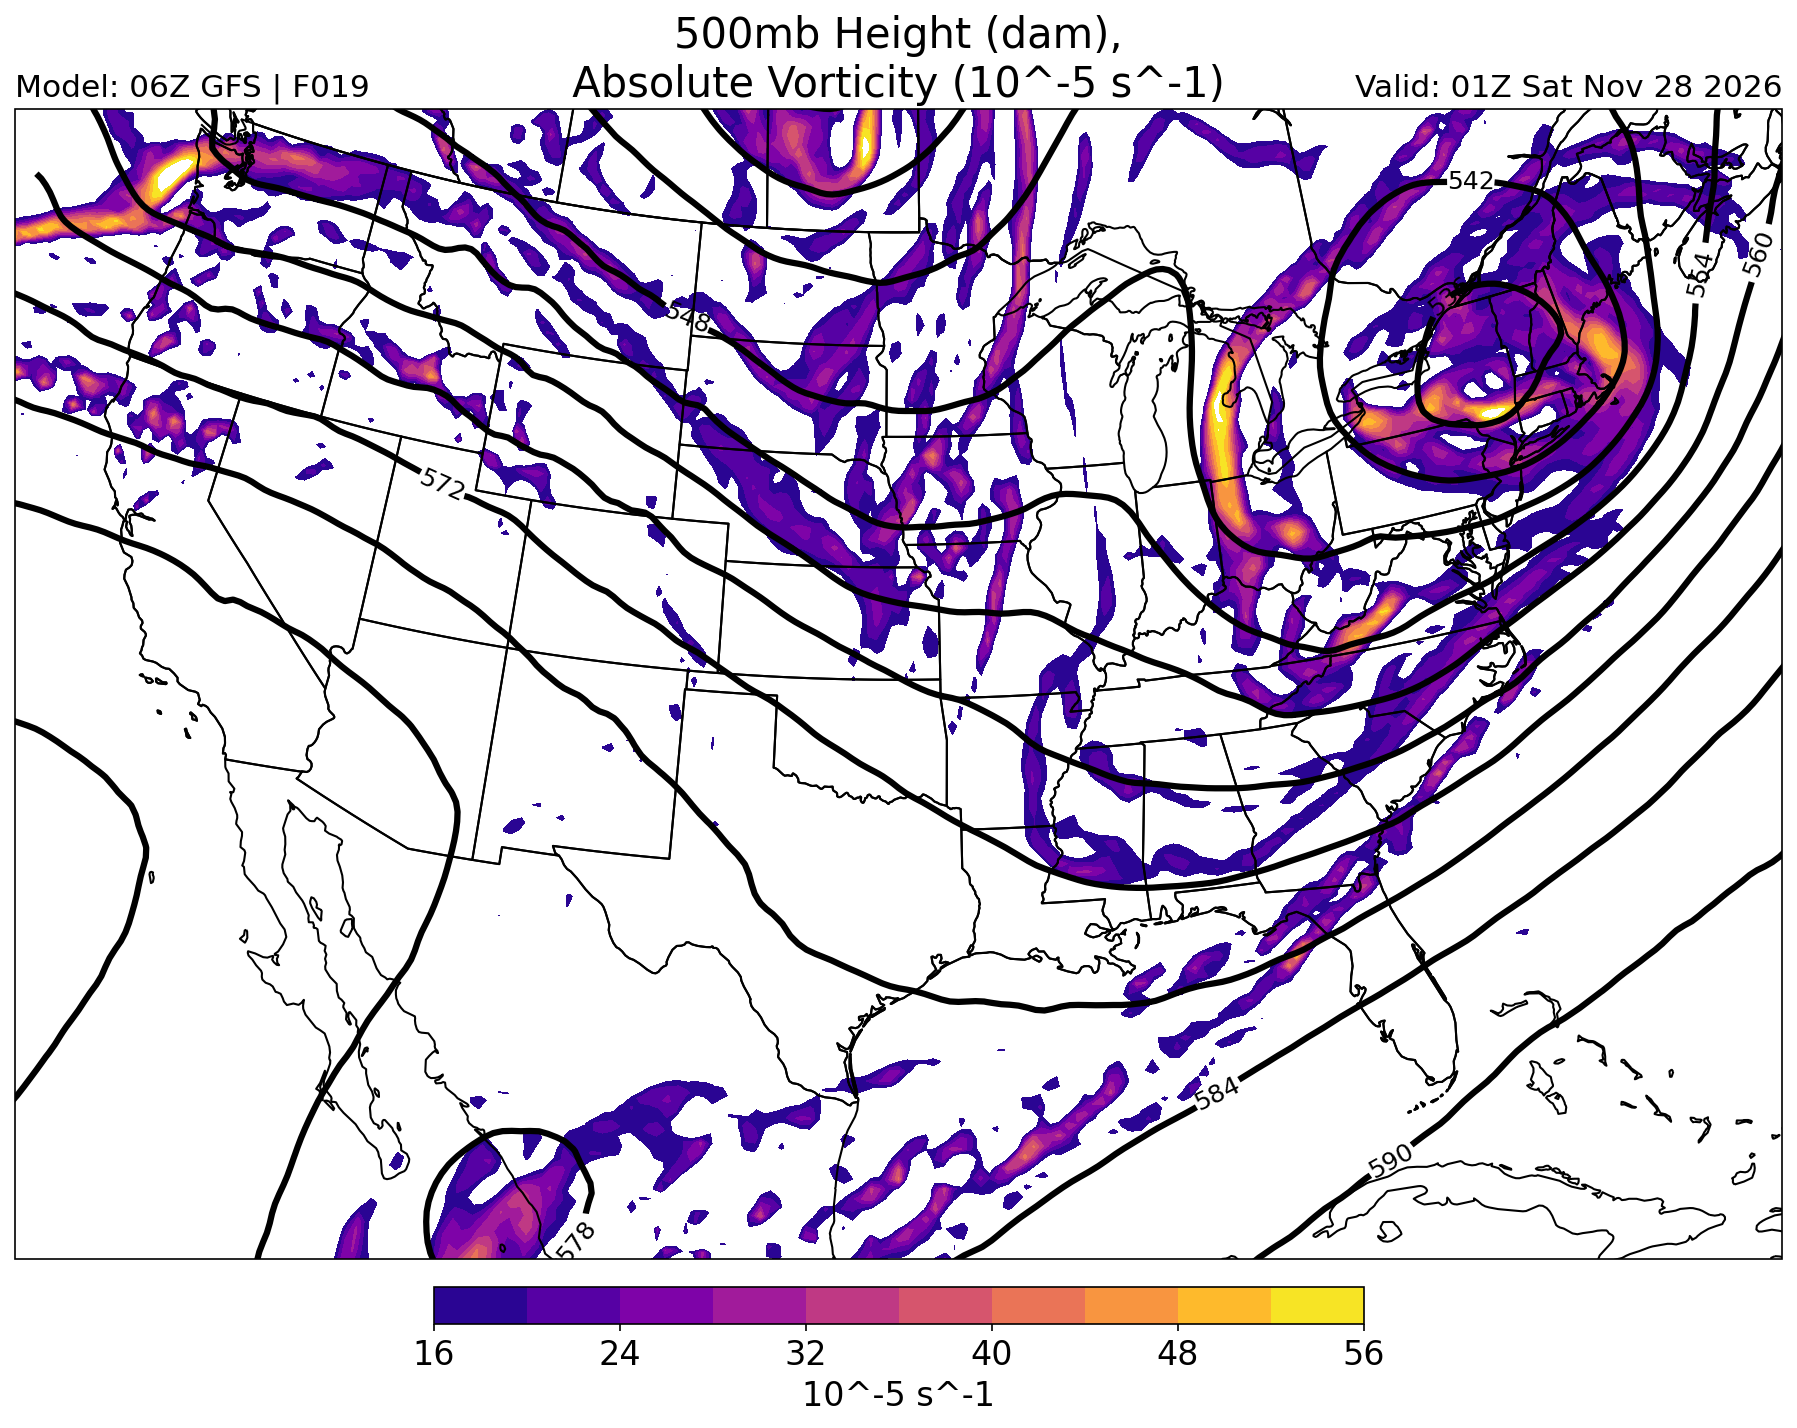 500mb Height (dam),
Model: 06Z GFS | F019
Absolute Vorticity (10^-5 s^-1)
Valid: 01Z Sat Nov 28 2026
542
560
564
548
572
584
590
578
16 24 32 40 48 56
10^-5 s^-1